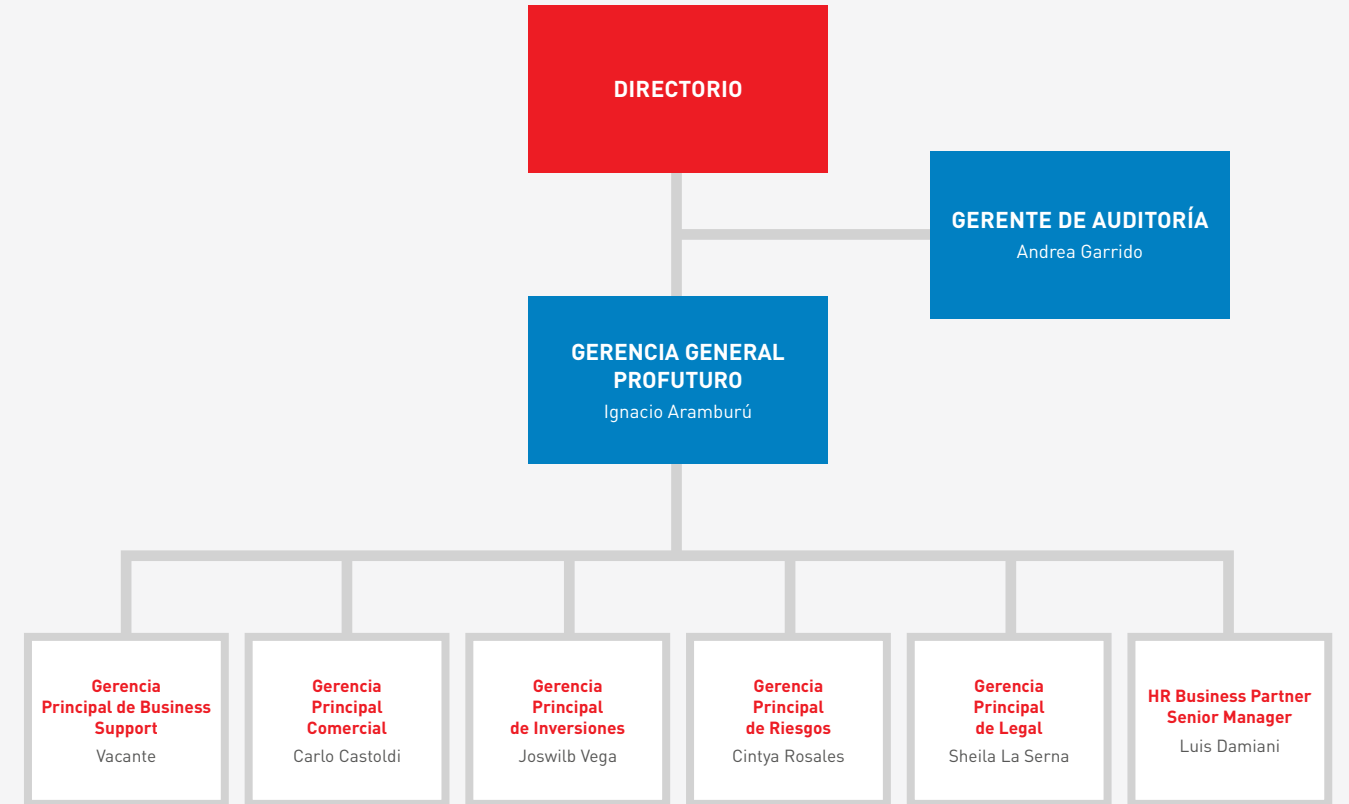 DIRECTORIO
GERENTE DE AUDITORÍA
Andrea Garrido
GERENCIA GENERAL
PROFUTURO
Ignacio Aramburú
Gerencia
Principal de Business
Support
Vacante
Gerencia
Principal
Comercial
Carlo Castoldi
Gerencia
Principal
de Inversiones
Joswilb Vega
Gerencia
Principal
de Riesgos
Cintya Rosales
Gerencia
Principal
de Legal
Sheila La Serna
HR Business Partner
Senior Manager
Luis Damiani